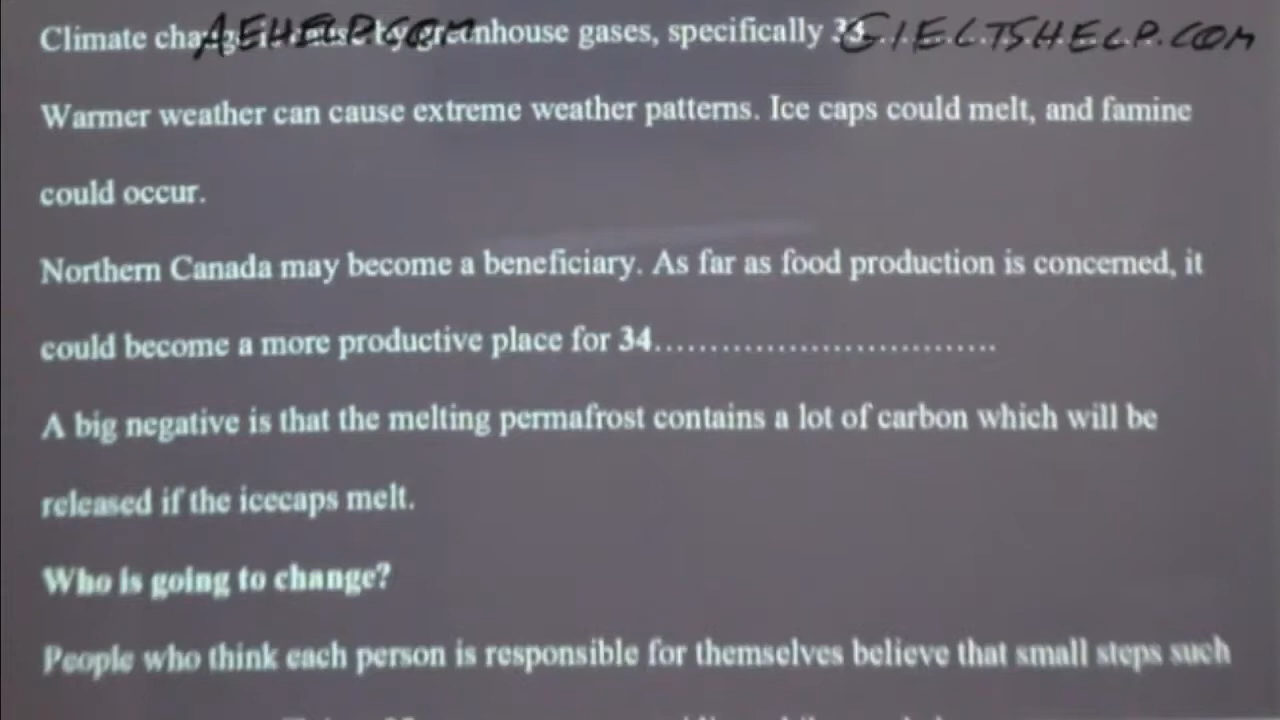 Climate change is caused by greenhouse gases, specifically 33..............................
AEHELP.COM GIELTSHELP.COM
Warmer weather can cause extreme weather patterns. Ice caps could melt, and famine
could occur.
Northern Canada may become a beneficiary. As far as food production is concerned, it
could become a more productive place for 34...............................
A big negative is that the melting permafrost contains a lot of carbon which will be
released if the icecaps melt.
Who is going to change?
People who think each person is responsible for themselves believe that small steps such